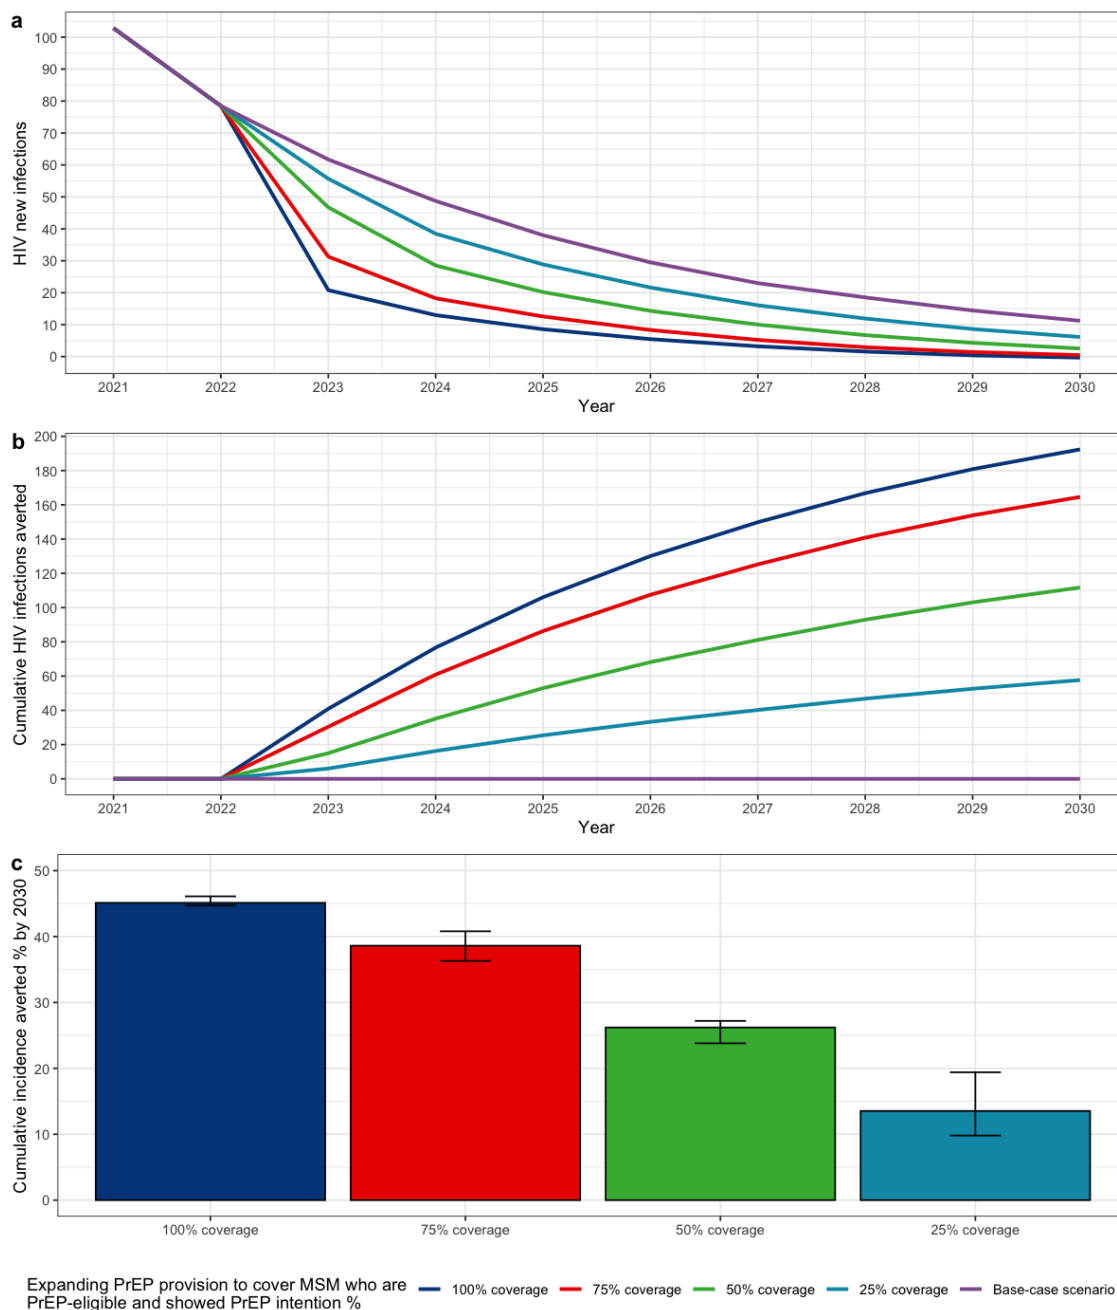 a
HIV new infections
100
90
80
70
60
50
40
30
20
10
0
2021 2022 2023 2024 2025 2026 2027 2028 2029 2030
Year
b
Cumulative HIV infections averted
200
180
160
140
120
100
80
60
40
20
0
2021 2022 2023 2024 2025 2026 2027 2028 2029 2030
Year
c
Cumulative incidence averted % by 2030
50
40
30
20
10
0
100% coverage 75% coverage 50% coverage 25% coverage
Expanding PrEP provision to cover MSM who are
PrEP-eligible and showed PrEP intention %
100% coverage 75% coverage 50% coverage 25% coverage Base-case scenario